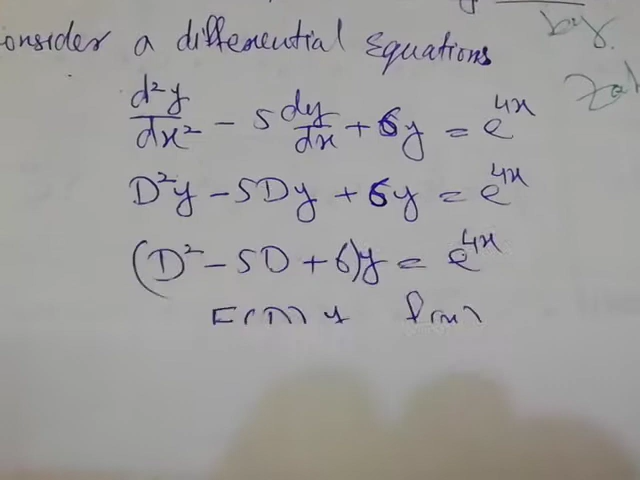 onsider a differential Equations
d²y/dx² - 5 dy/dx + 6y = e^4x
D²y - 5Dy + 6y = e^4x
(D² - 5D + 6)y = e^4x